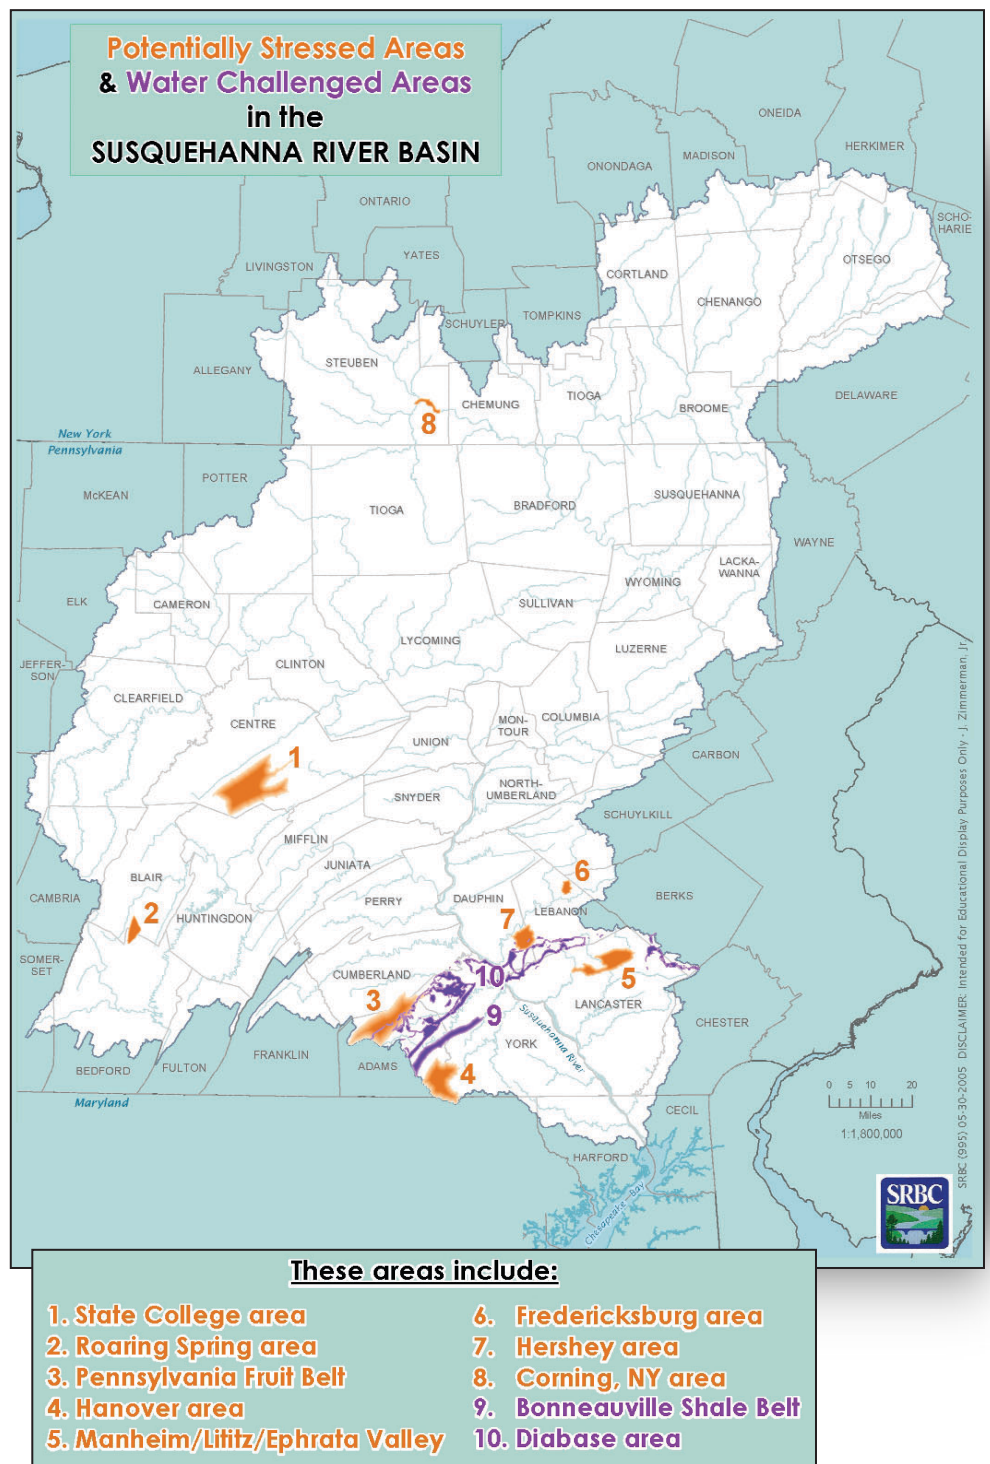 Potentially Stressed Areas
& Water Challenged Areas
in the
SUSQUEHANNA RIVER BASIN
ONEIDA
HERKIMER
MADISON
ONONDAGA
ONTARIO
SCHO-
HARIE
YATES
OTSEGO
LIVINGSTON
CORTLAND
CHENANGO
SCHUYLER
TOMPKINS
STEUBEN
ALLEGANY
TIOGA
DELAWARE
CHEMUNG
BROOME
8
New York
Pennsylvania
POTTER
McKEAN
SUSQUEHANNA
TIOGA
BRADFORD
WAYNE
LACKA-
WANNA
WYOMING
ELK
CAMERON
SULLIVAN
LYCOMING
LUZERNE
JEFFER-
SON
CLINTON
CLEARFIELD
CENTRE
MON-
TOUR
COLUMBIA
UNION
CARBON
1
NORTH-
UMBERLAND
SNYDER
SCHUYLKILL
MIFFLIN
JUNIATA
6
BLAIR
CAMBRIA
PERRY
DAUPHIN
BERKS
2
HUNTINGDON
7
LEBANON
SOMER-
SET
CUMBERLAND
10
5
3
LANCASTER
9
Susquehanna River
CHESTER
YORK
FRANKLIN
ADAMS
FULTON
BEDFORD
4
Maryland
0 5 10 20
Miles
1:1,800,000
CECIL
HARFORD
Chesapeake Bay
SRBC
SRBC (995) 05-30-2005 DISCLAIMER: Intended for Educational Display Purposes Only - J. Zimmerman, Jr.
These areas include:
1. State College area
2. Roaring Spring area
3. Pennsylvania Fruit Belt
4. Hanover area
5. Manheim/Lititz/Ephrata Valley
6. Fredericksburg area
7. Hershey area
8. Corning, NY area
9. Bonneauville Shale Belt
10. Diabase area